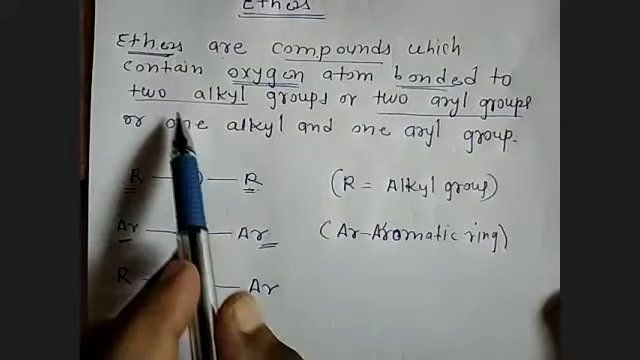 Ethers
Ethers are compounds which
contain oxygen atom bonded to
two alkyl groups or two aryl groups
or one alkyl and one aryl group.
R — O — R (R = Alkyl group)
Ar — — Ar (Ar-Aromatic ring)
R — — Ar